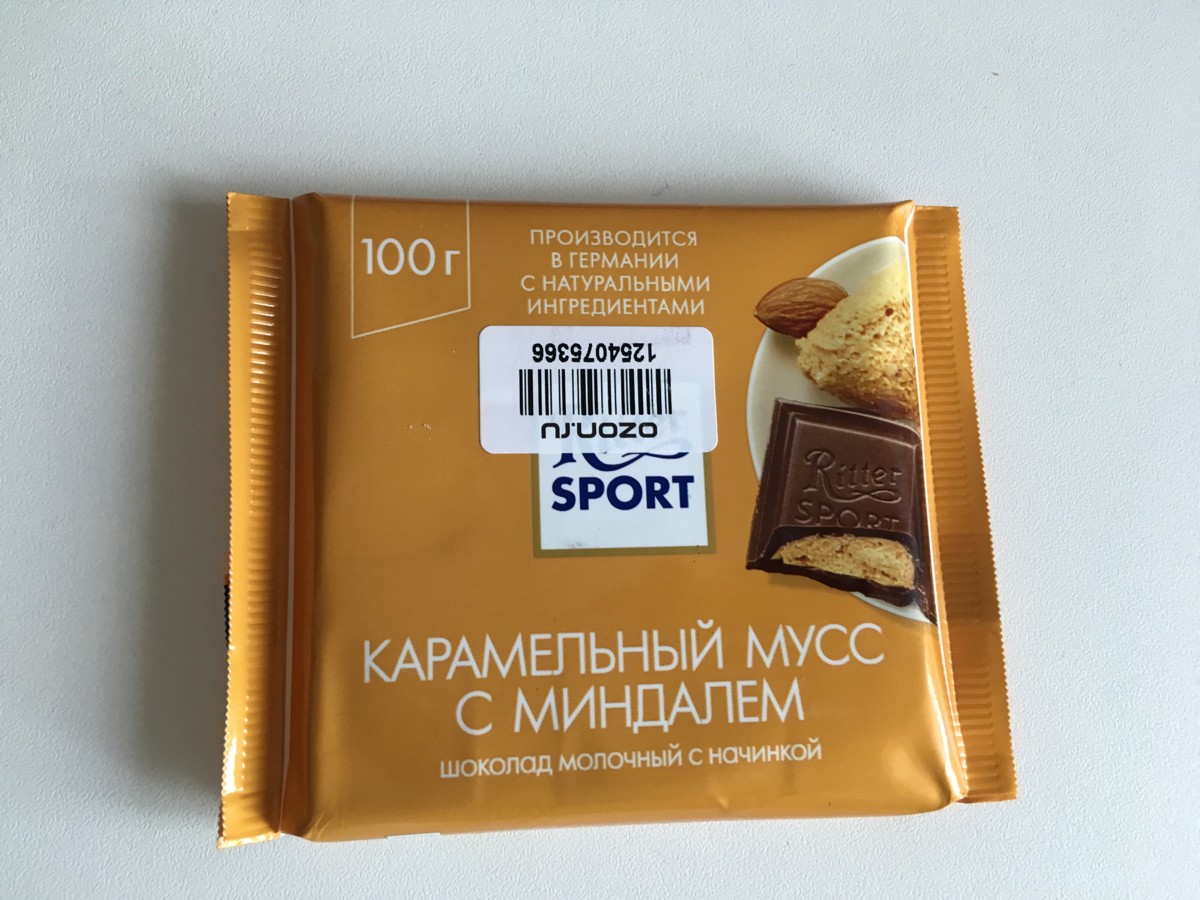 100 г
ПРОИЗВОДИТСЯ
В ГЕРМАНИИ
С НАТУРАЛЬНЫМИ
ИНГРЕДИЕНТАМИ
ozon.ru
1254075366
SPORT
Ritter
SPORT
КАРАМЕЛЬНЫЙ МУСС
С МИНДАЛЕМ
ШОКОЛАД МОЛОЧНЫЙ С НАЧИНКОЙ